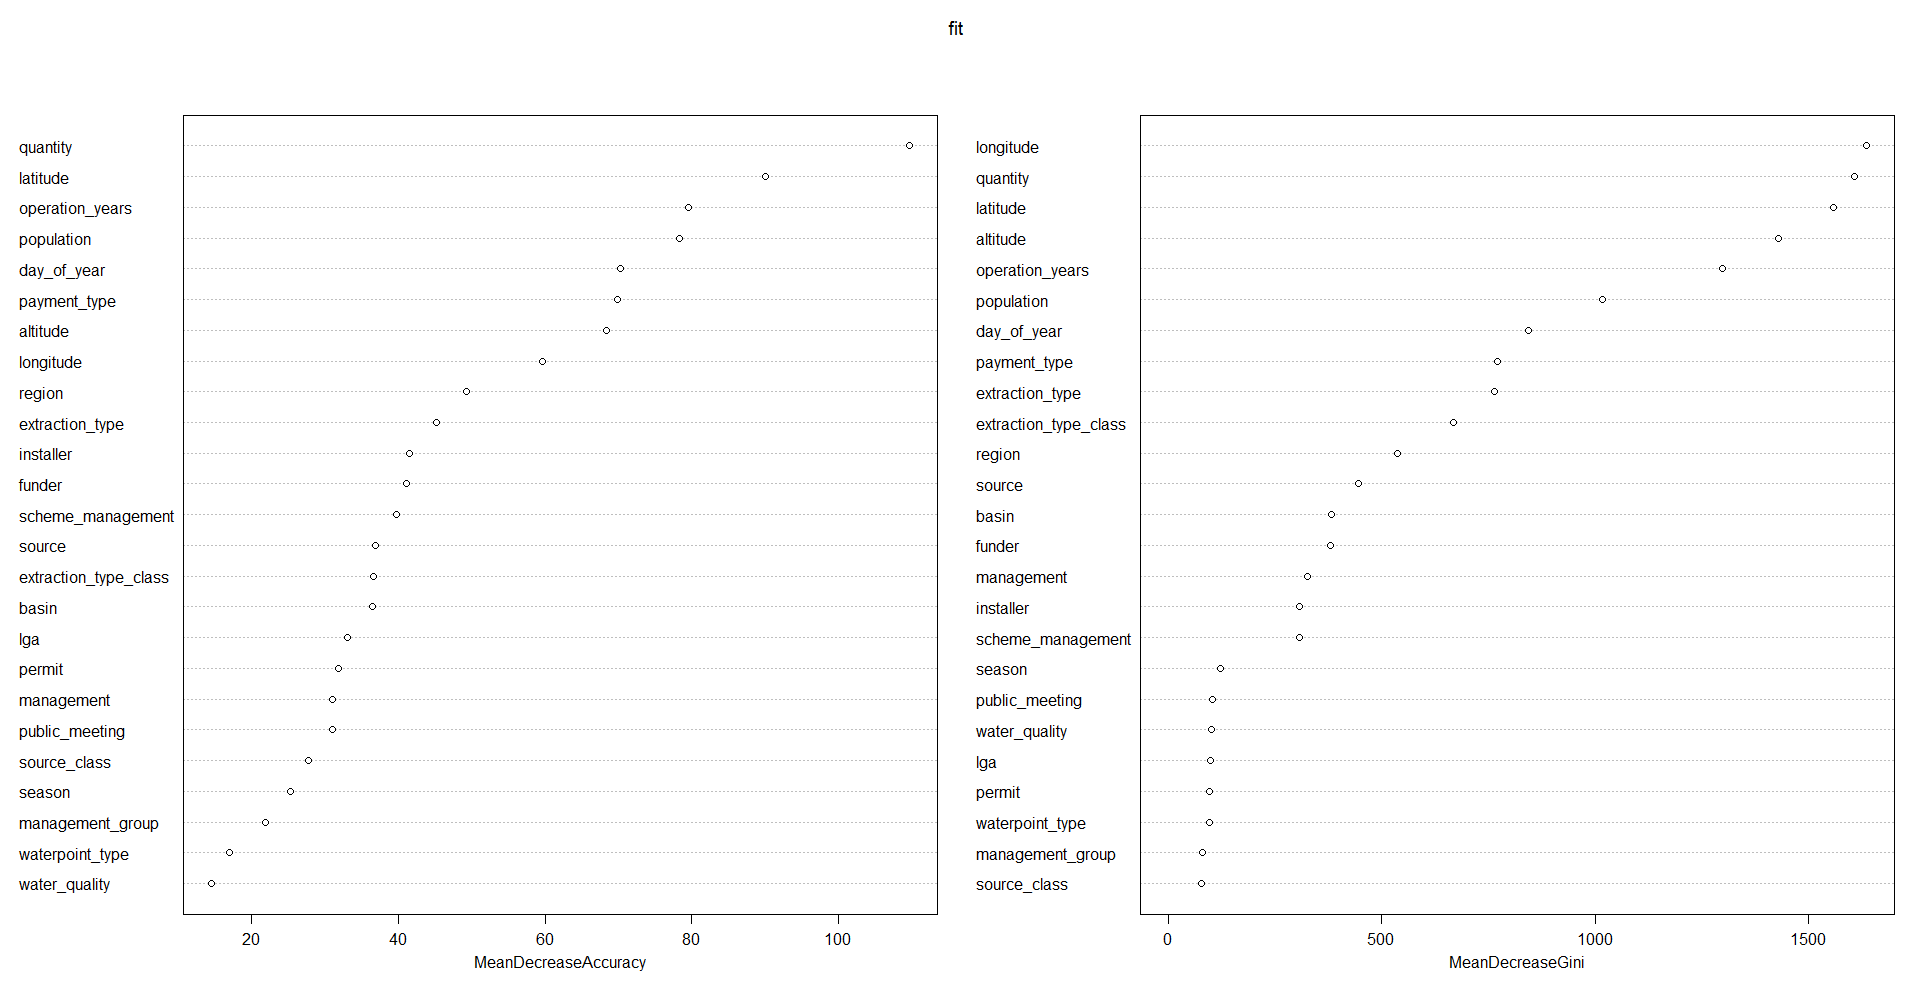 fit
quantity
latitude
operation_years
population
day_of_year
payment_type
altitude
longitude
region
extraction_type
installer
funder
scheme_management
source
extraction_type_class
basin
lga
permit
management
public_meeting
source_class
season
management_group
waterpoint_type
water_quality
20 40 60 80 100
MeanDecreaseAccuracy
longitude
quantity
latitude
altitude
operation_years
population
day_of_year
payment_type
extraction_type
extraction_type_class
region
source
basin
funder
management
installer
scheme_management
season
public_meeting
water_quality
lga
permit
waterpoint_type
management_group
source_class
0 500 1000 1500
MeanDecreaseGini